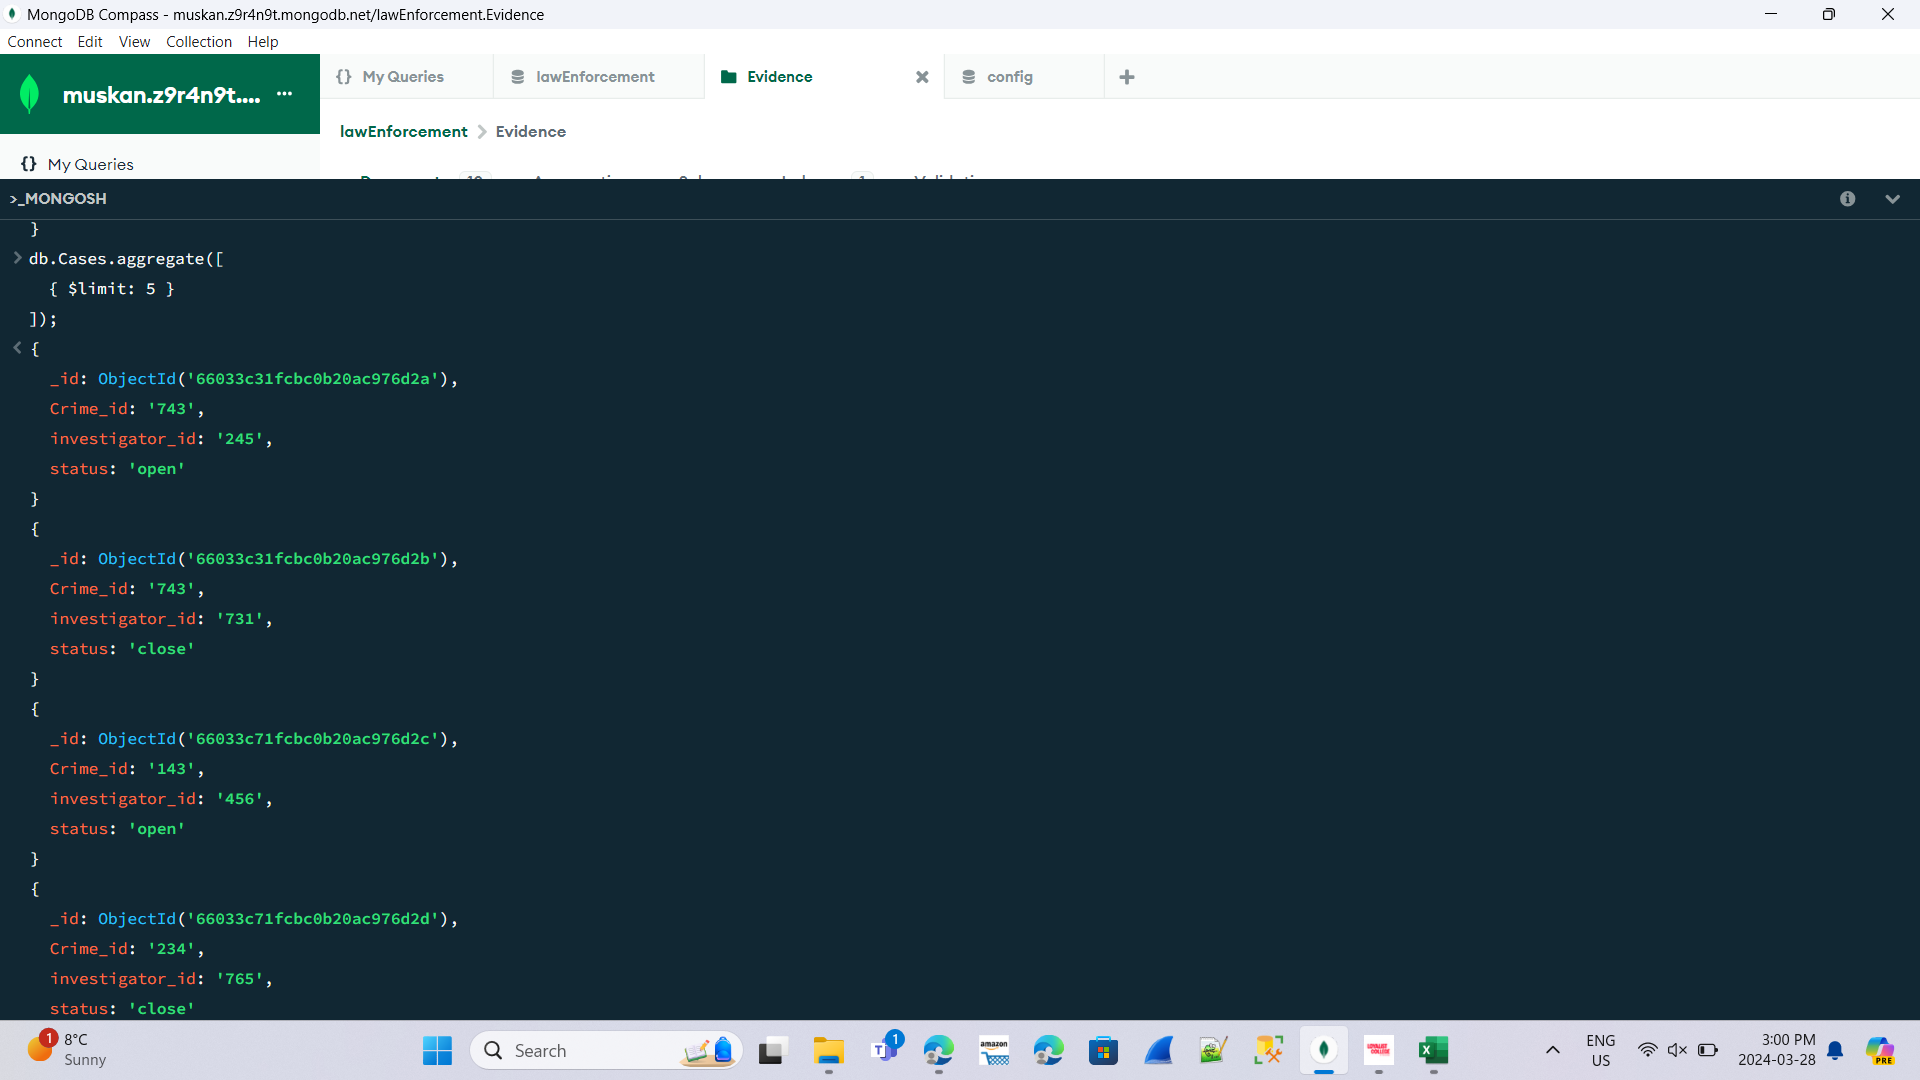 MongoDB Compass - muskan.z9r4n9t.mongodb.net/lawEnforcement.Evidence
Connect Edit View Collection Help
muskan.z9r4n9t.... ...
{} My Queries
lawEnforcement
Evidence
config
lawEnforcement > Evidence
{} My Queries
>_MONGOSH
}
> db.Cases.aggregate([
{ $limit: 5 }
]);
< {
_id: ObjectId('66033c31fcbc0b20ac976d2a'),
Crime_id: '743',
investigator_id: '245',
status: 'open'
}
{
_id: ObjectId('66033c31fcbc0b20ac976d2b'),
Crime_id: '743',
investigator_id: '731',
status: 'close'
}
{
_id: ObjectId('66033c71fcbc0b20ac976d2c'),
Crime_id: '143',
investigator_id: '456',
status: 'open'
}
{
_id: ObjectId('66033c71fcbc0b20ac976d2d'),
Crime_id: '234',
investigator_id: '765',
status: 'close'
1
8°C
Sunny
Search
1
amazon
LOYALIST COLLEGE
ENG
US
3:00 PM
2024-03-28
PRE